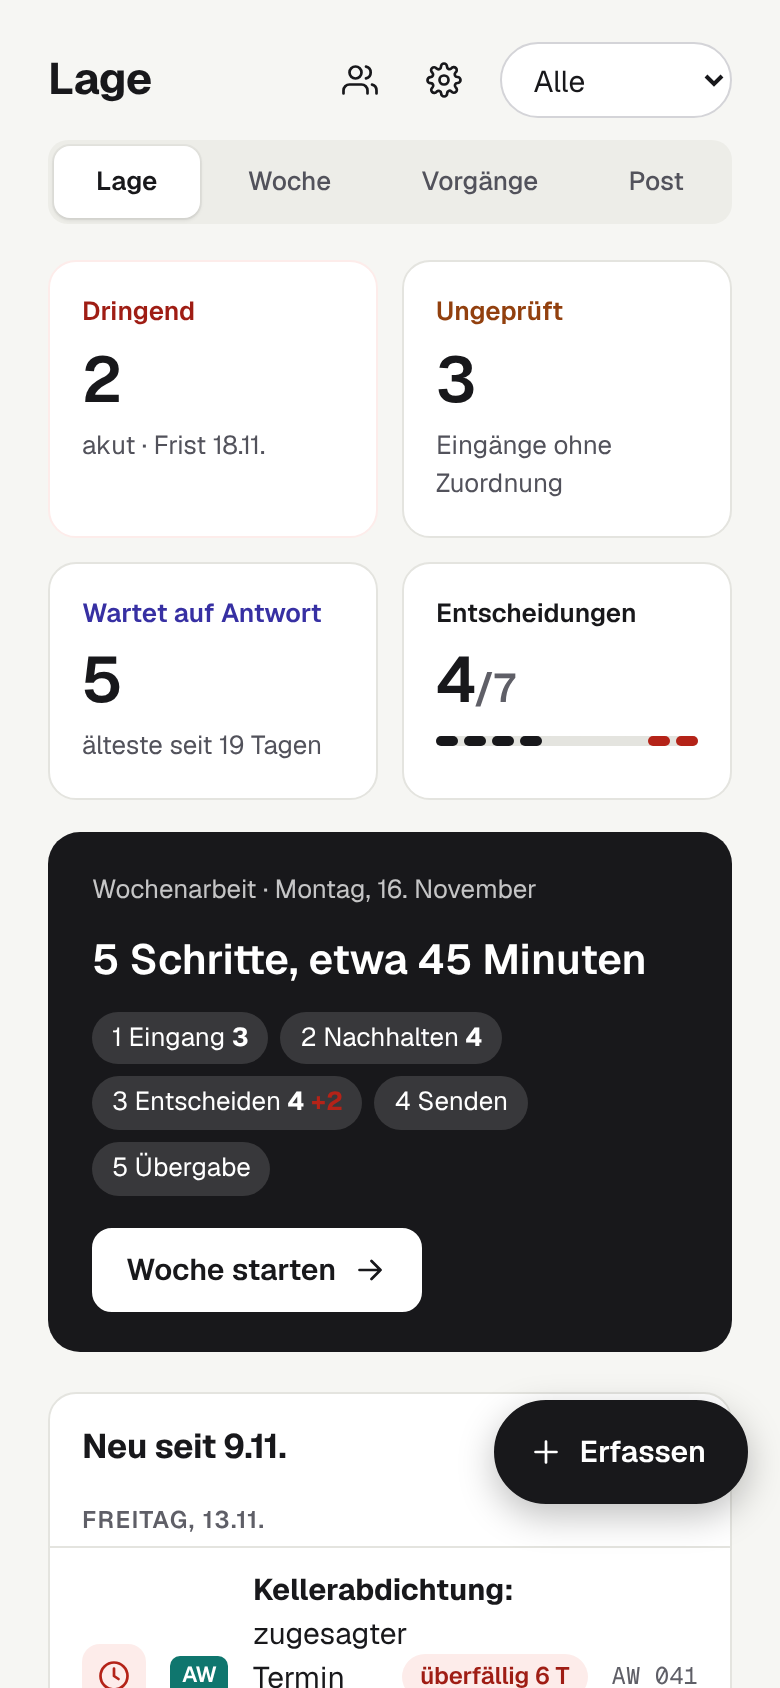 Lage
Alle
Lage
Woche
Vorgänge
Post
Dringend
2
akut · Frist 18.11.
Ungeprüft
3
Eingänge ohne
Zuordnung
Wartet auf Antwort
5
älteste seit 19 Tagen
Entscheidungen
4/7
Wochenarbeit · Montag, 16. November
5 Schritte, etwa 45 Minuten
1 Eingang 3
2 Nachhalten 4
3 Entscheiden 4 +2
4 Senden
5 Übergabe
Woche starten →
Neu seit 9.11.
+ Erfassen
FREITAG, 13.11.
Kellerabdichtung:
zugesagter
AW
Termin
überfällig 6 T
AW 041